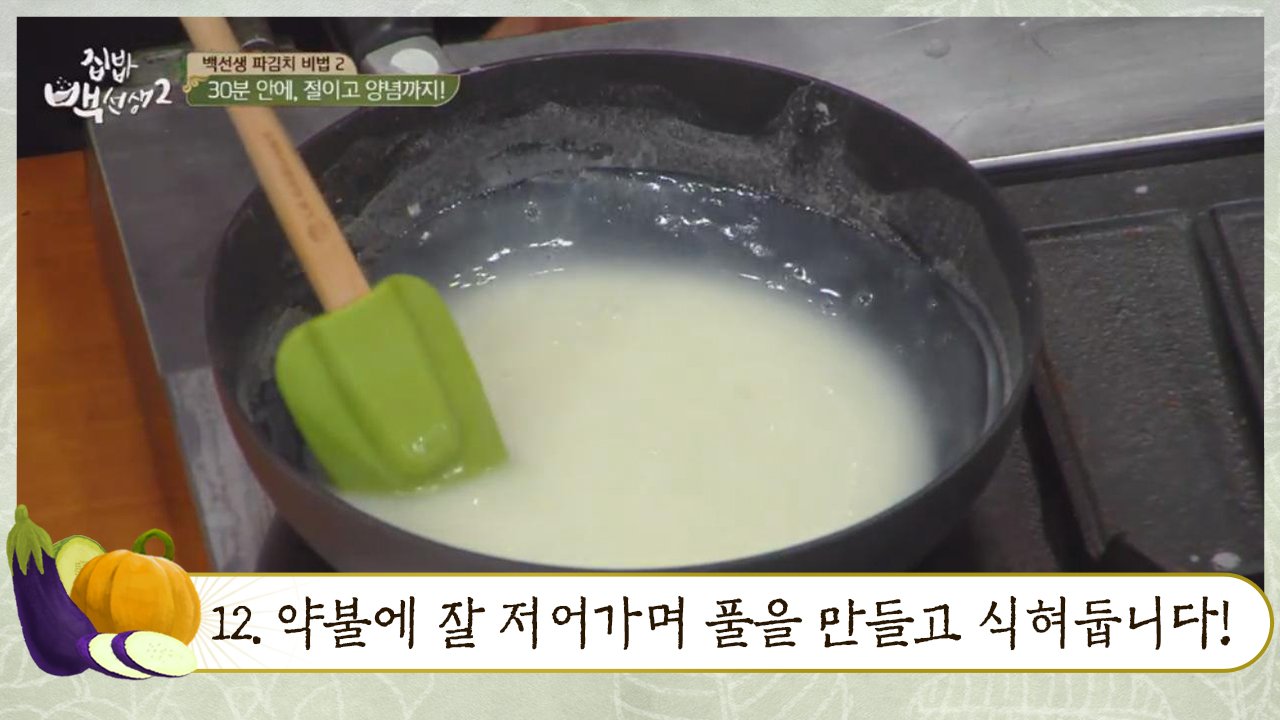 집밥
백선생2
백선생 파김치 비법 2
30분 안에, 절이고 양념까지!
12. 약불에 잘 저어가며 풀을 만들고 식혀둡니다!